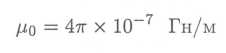 μ₀ = 4π × 10⁻⁷ Гн/м